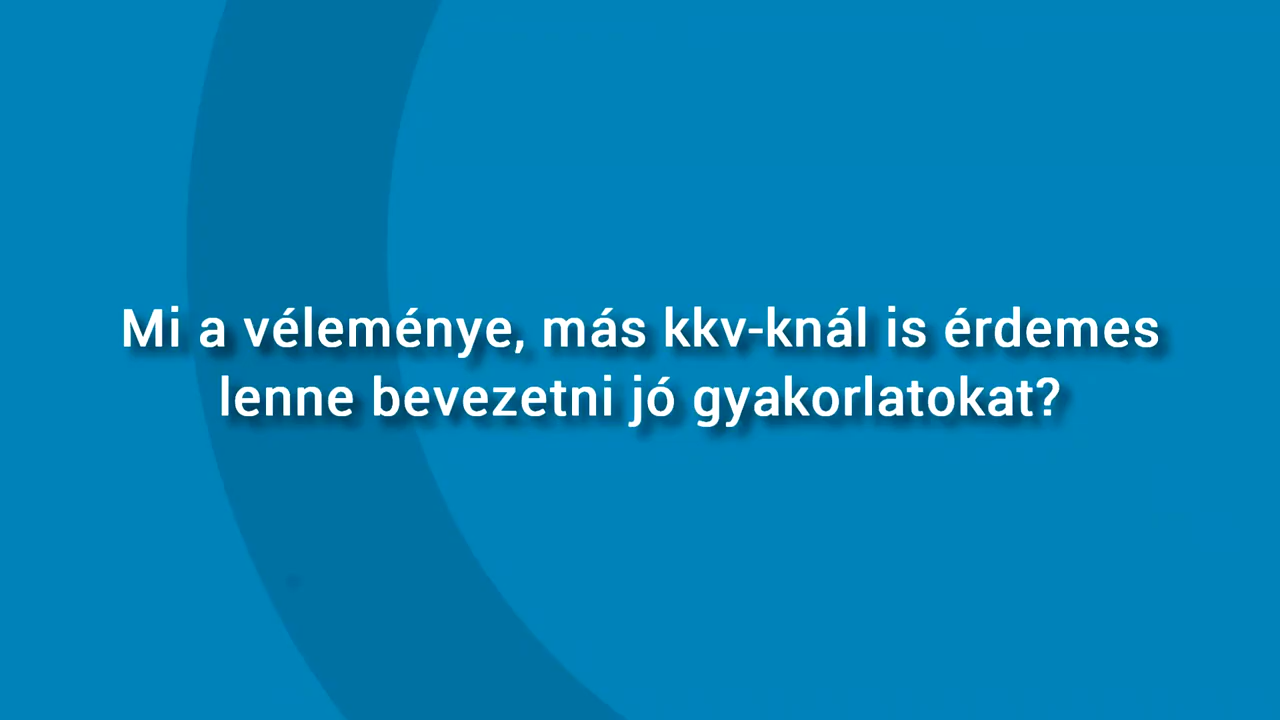 Mi a véleménye, más kkv-knál is érdemes
lenne bevezetni jó gyakorlatokat?